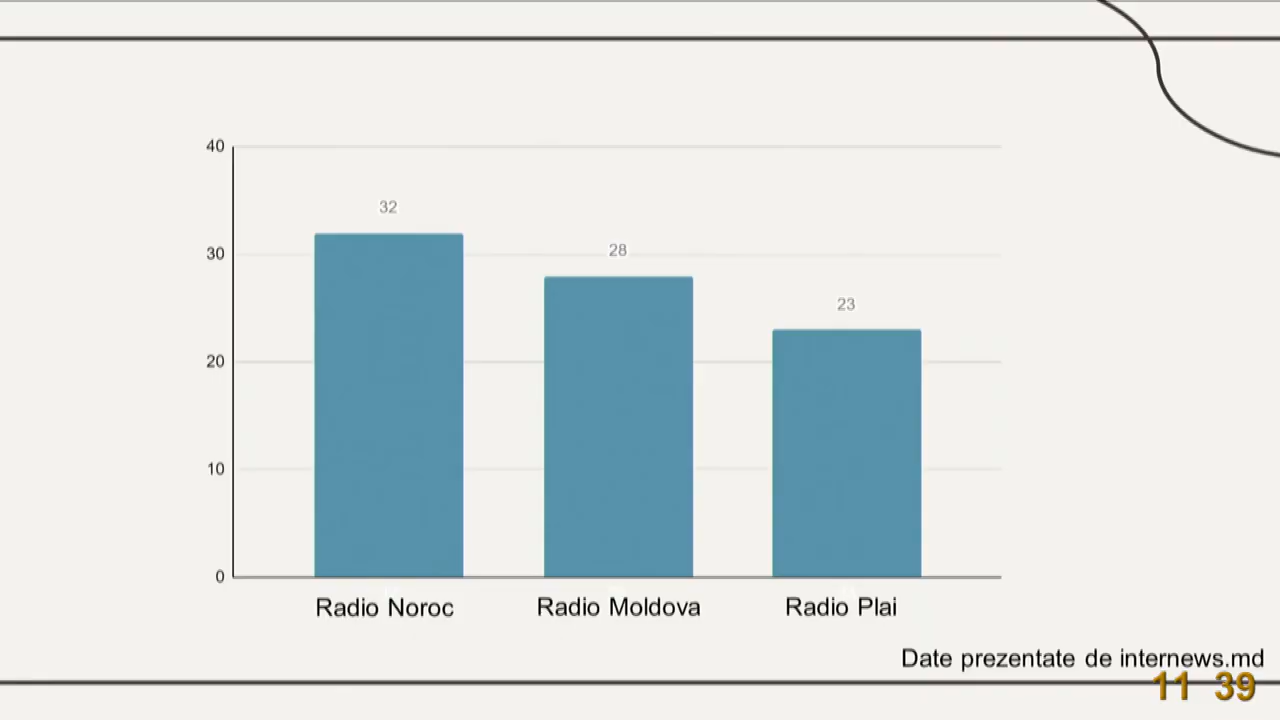 40
32
30
28
23
20
10
0
Radio Noroc
Radio Moldova
Radio Plai
Date prezentate de internews.md
11 39